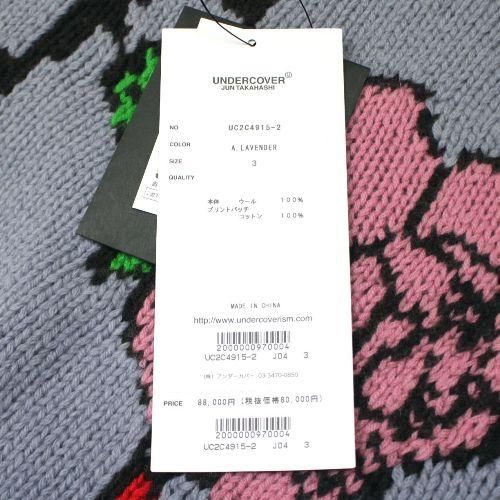 UNDERCOVER
JUN TAKAHASHI
NO UC2C4915-2
COLOR A.LAVENDER
SIZE 3
QUALITY
本体 ウール 100%
プリントパッチ
コットン 100%
MADE IN CHINA
http://www.undercoverism.com
2000000970004
UC2C4915-2 J04 3
(株) アンダーカバー 03-3470-0850
PRICE 88,000円 (税抜価格80,000円)
2000000970004
UC2C4915-2 J04 3